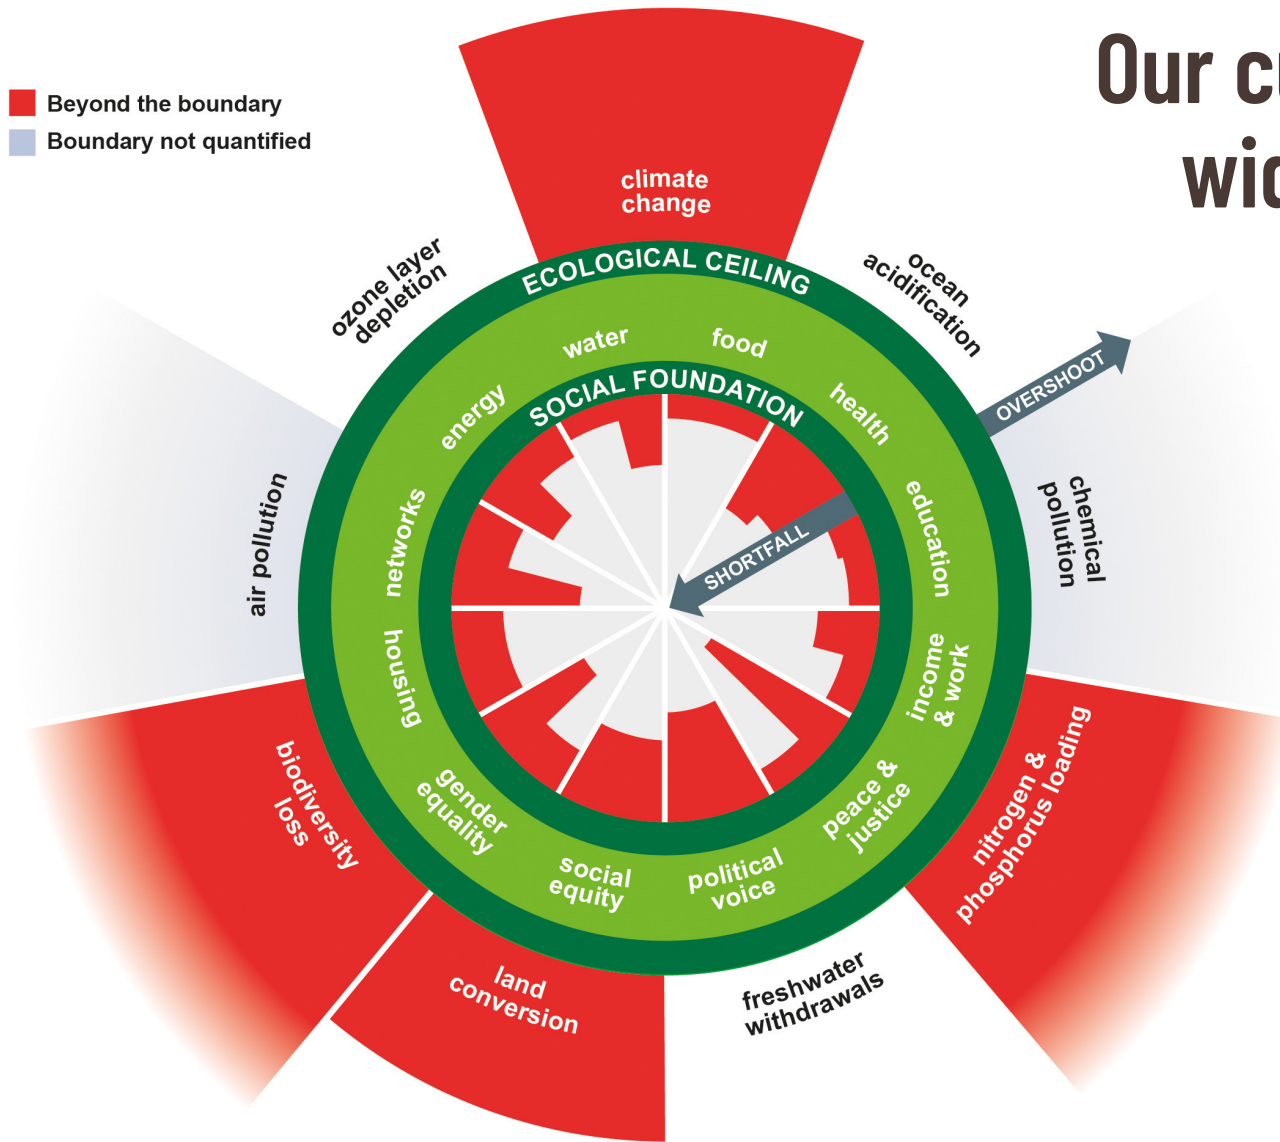 Our cu
wid
Beyond the boundary
Boundary not quantified
climate
change
ozone layer
depletion
ocean
acidification
ECOLOGICAL CEILING
OVERSHOOT
water
food
energy
health
SOCIAL FOUNDATION
networks
education
air pollution
chemical
pollution
SHORTFALL
housing
income
& work
gender
equality
peace &
justice
social
equity
political
voice
biodiversity
loss
nitrogen &
phosphorus loading
land
conversion
freshwater
withdrawals